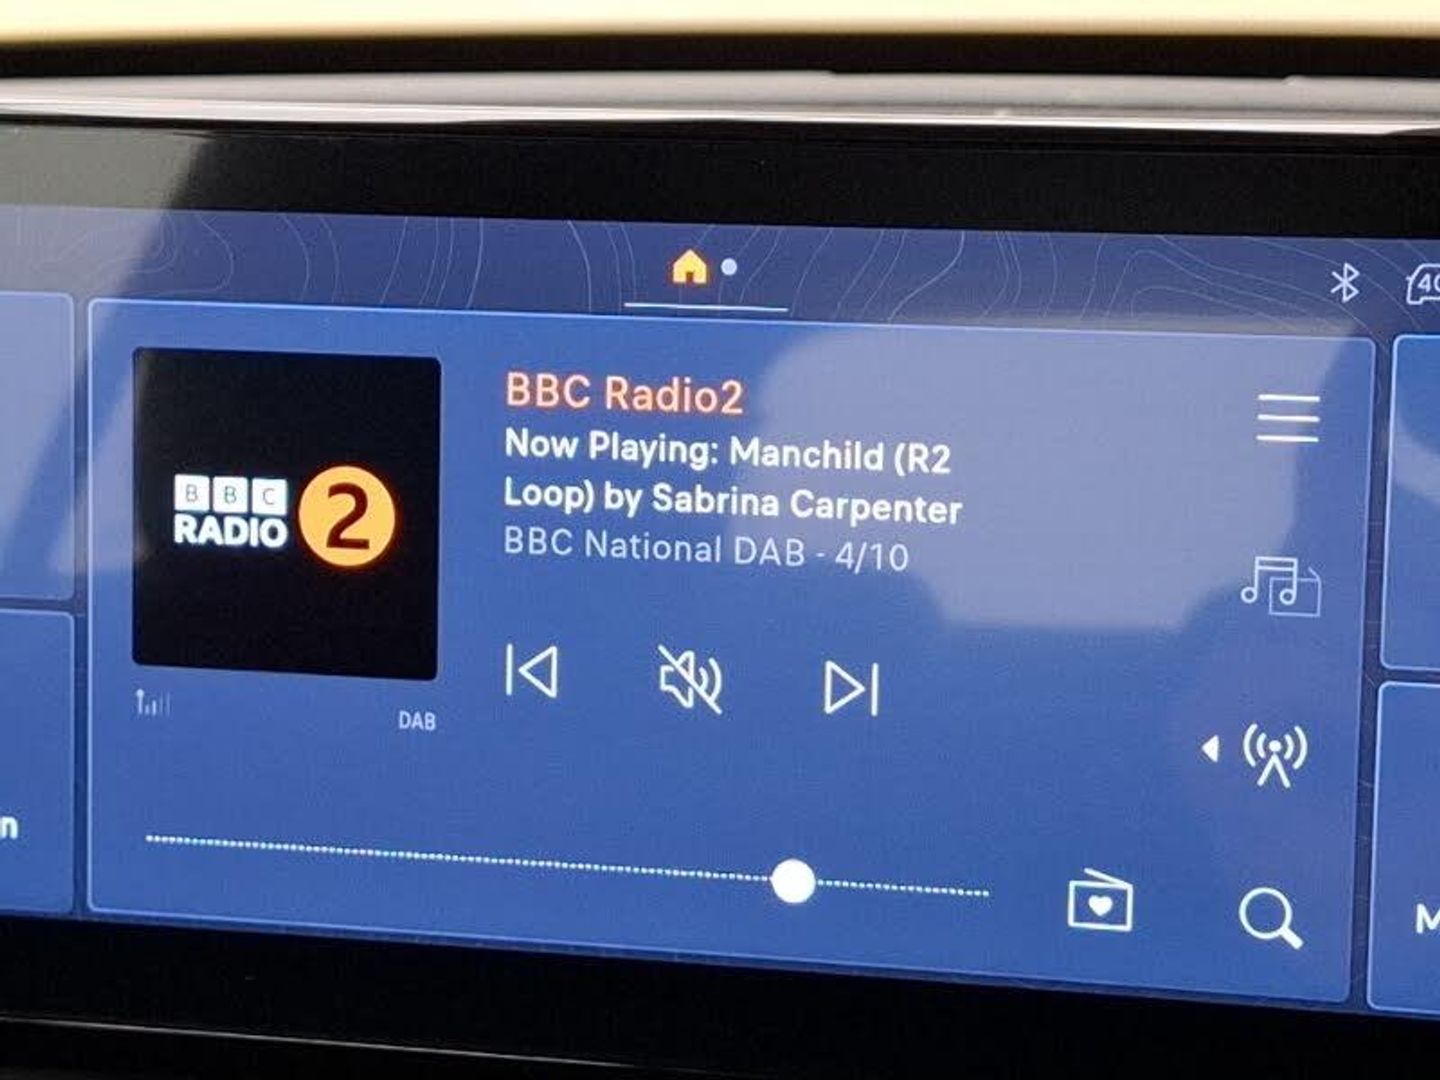 4G
BBC Radio2
Now Playing: Manchild (R2
Loop) by Sabrina Carpenter
BBC National DAB - 4/10
BBC
RADIO 2
DAB
n
M